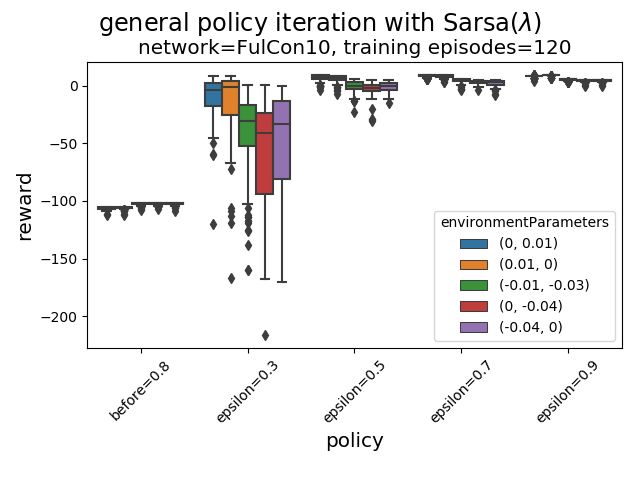 general policy iteration with Sarsa(λ)
network=FulCon10, training episodes=120
reward
0
−50
−100
−150
−200
environmentParameters
(0, 0.01)
(0.01, 0)
(-0.01, -0.03)
(0, -0.04)
(-0.04, 0)
before=0.8
epsilon=0.3
epsilon=0.5
epsilon=0.7
epsilon=0.9
policy